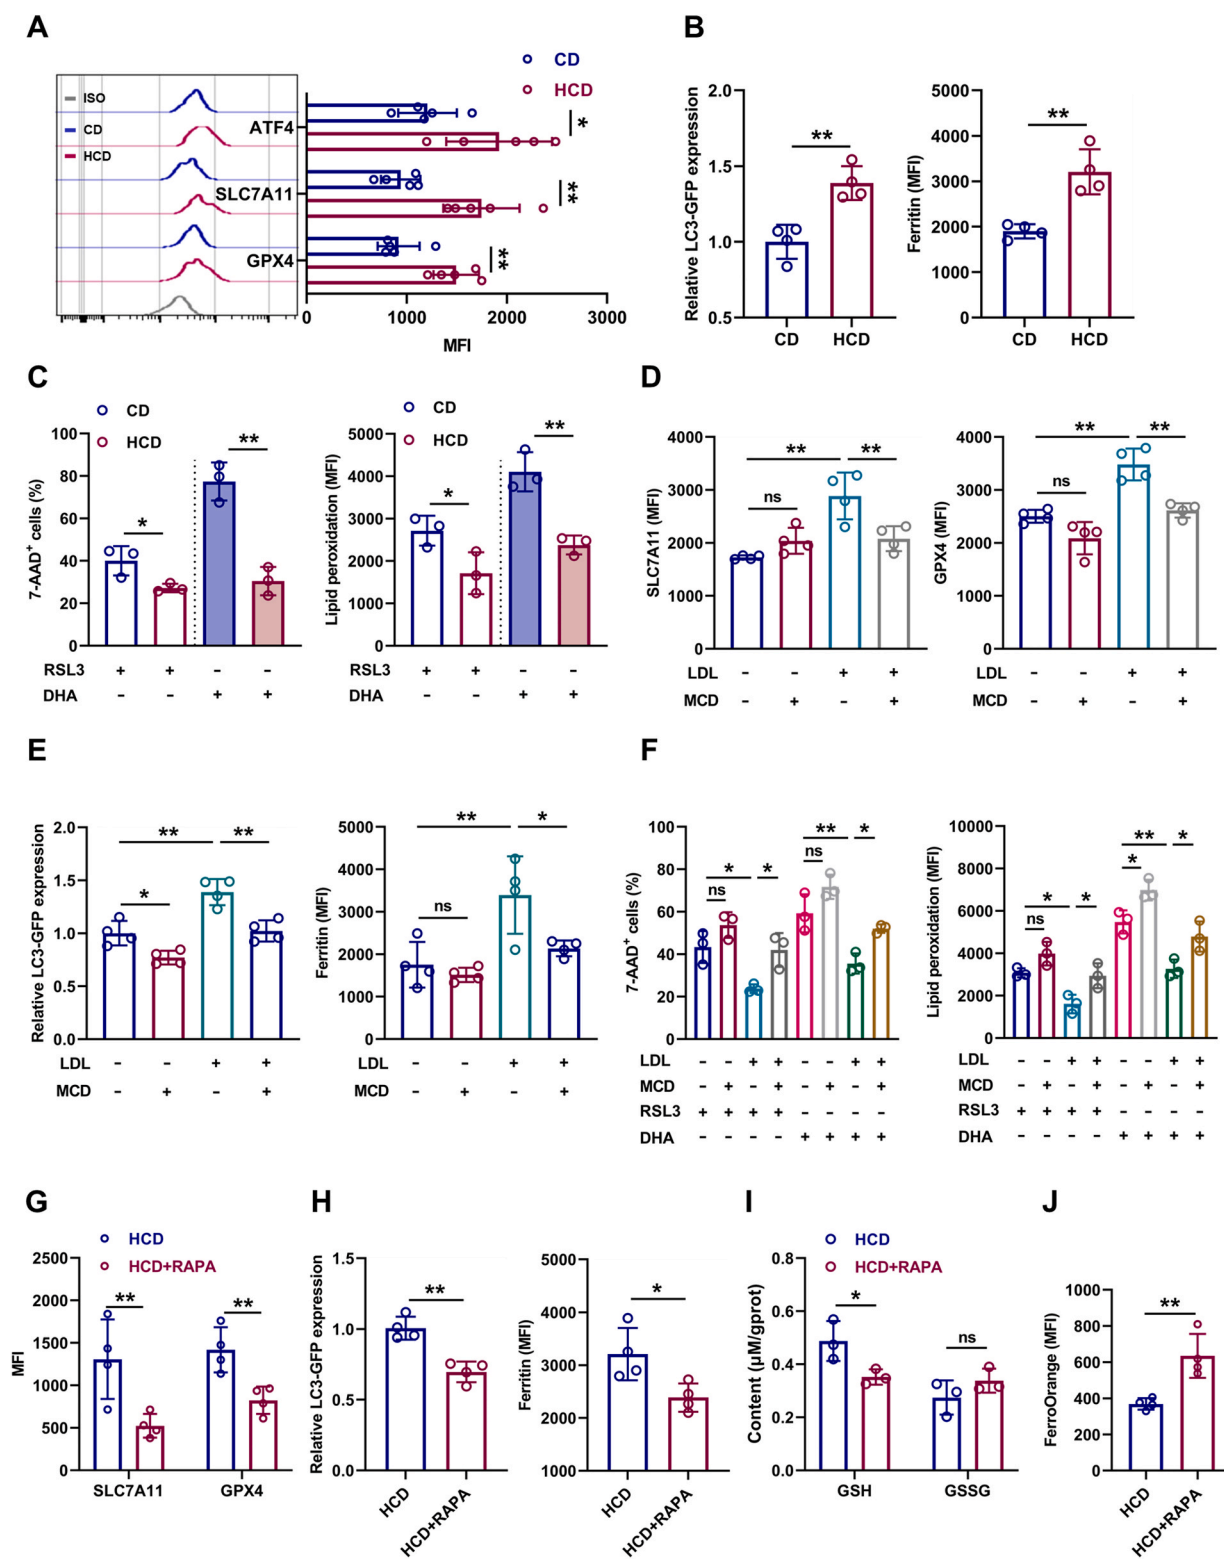 A
ISO
CD
HCD
CD
HCD
ATF4
SLC7A11
GPX4
*
**
**
0 1000 2000 3000
MFI
B
Relative LC3-GFP expression
2.0
1.5
1.0
0.5
**
CD HCD
Ferritin (MFI)
5000
4000
3000
2000
1000
0
**
CD HCD
C
CD
HCD
7-AAD+ cells (%)
100
80
60
40
20
0
*
**
RSL3 + + - -
DHA - - + +
CD
HCD
Lipid peroxidation (MFI)
5000
4000
3000
2000
1000
0
*
**
RSL3 + + - -
DHA - - + +
D
SLC7A11 (MFI)
4000
3000
2000
1000
0
** **
ns
LDL - - + +
MCD - + - +
GPX4 (MFI)
4000
3000
2000
1000
0
** **
ns
LDL - - + +
MCD - + - +
E
Relative LC3-GFP expression
2.0
1.5
1.0
0.5
0.0
** **
*
LDL - - + +
MCD - + - +
Ferritin (MFI)
5000
4000
3000
2000
1000
0
** *
ns
LDL - - + +
MCD - + - +
F
7-AAD+ cells (%)
100
80
60
40
20
0
* *
ns
** *
ns
LDL - - + + - - + +
MCD - + - + - + - +
RSL3 + + + + - - - -
DHA - - - - + + + +
Lipid peroxidation (MFI)
10000
8000
6000
4000
2000
0
* *
ns
** *
*
LDL - - + + - - + +
MCD - + - + - + - +
RSL3 + + + + - - - -
DHA - - - - + + + +
G
HCD
HCD+RAPA
MFI
2500
2000
1500
1000
500
0
** **
SLC7A11 GPX4
H
Relative LC3-GFP expression
1.5
1.0
0.5
0.0
**
HCD HCD+RAPA
Ferritin (MFI)
5000
4000
3000
2000
1000
*
HCD HCD+RAPA
I
HCD
HCD+RAPA
Content (μM/gprot)
0.8
0.6
0.4
0.2
0.0
* ns
GSH GSSG
J
FerroOrange (MFI)
1000
800
600
400
200
0
**
HCD HCD+RAPA